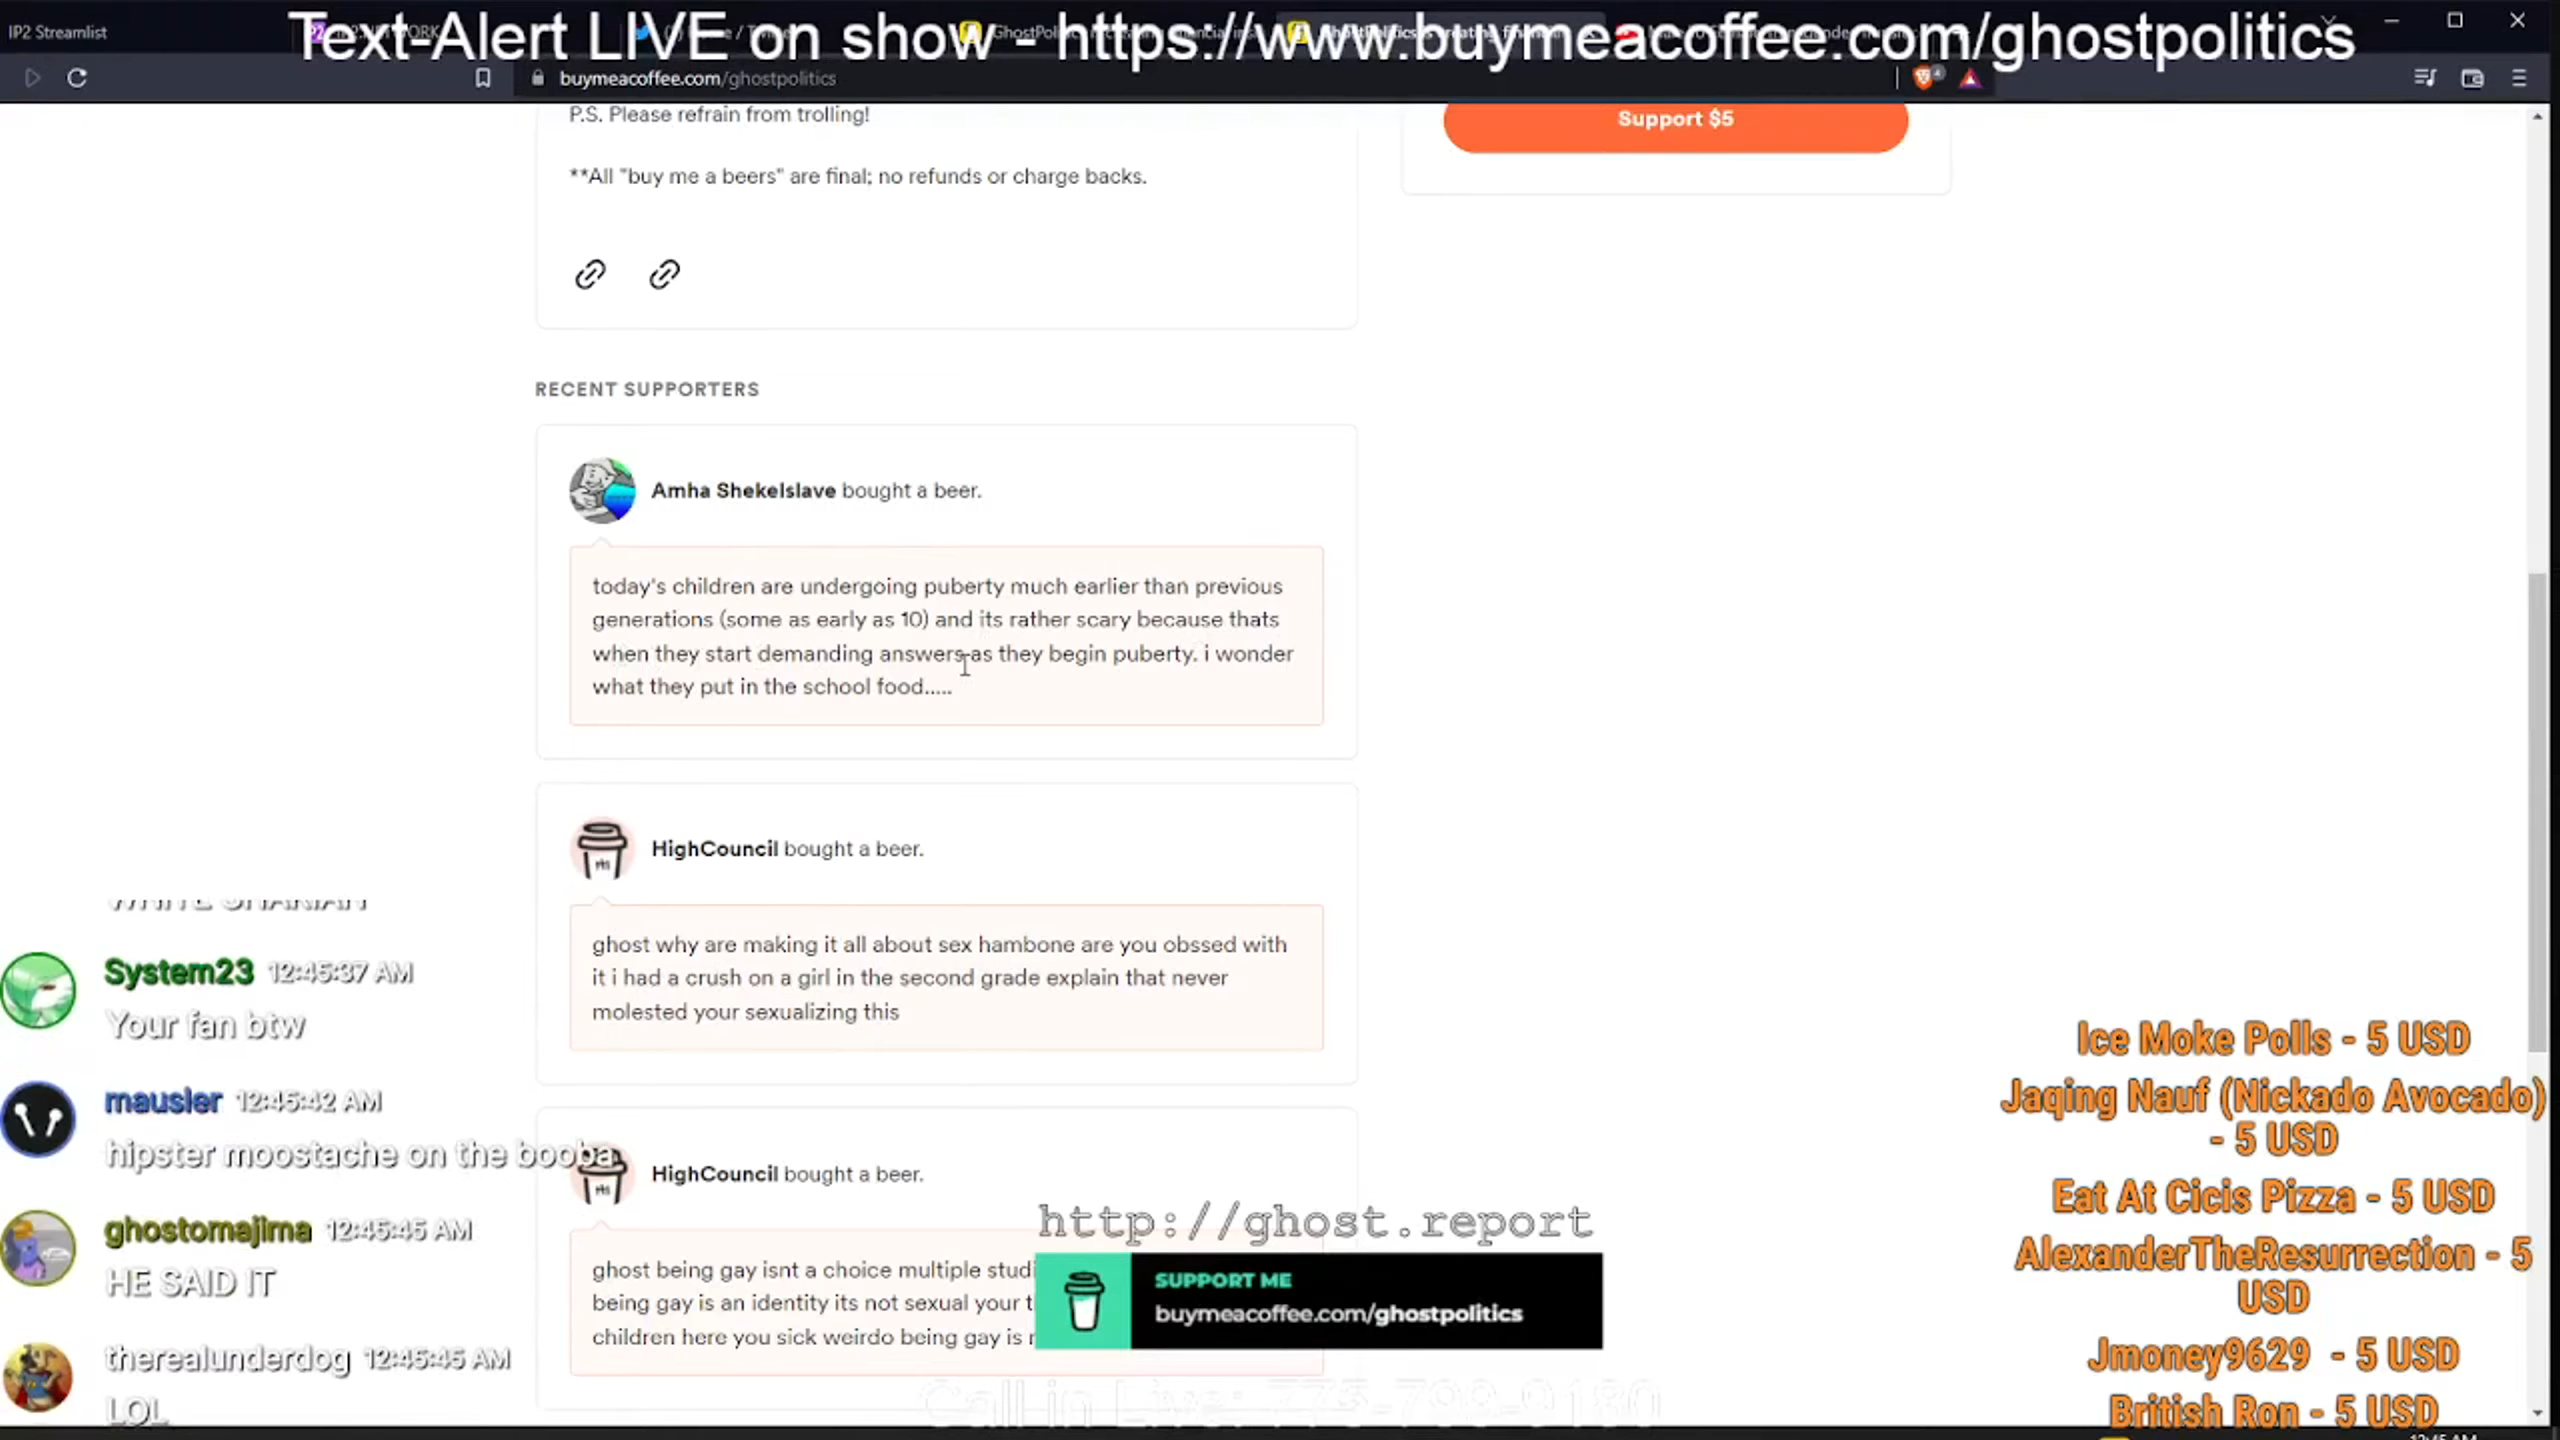 Text-Alert LIVE on show - https://www.buymeacoffee.com/ghostpolitics
IP2 Streamlist
buymeacoffee.com/ghostpolitics
P.S. Please refrain from trolling!
Support $5
**All "buy me a beers" are final; no refunds or charge backs.
RECENT SUPPORTERS
Amha Shekelslave bought a beer.
today's children are undergoing puberty much earlier than previous
generations (some as early as 10) and its rather scary because thats
when they start demanding answers as they begin puberty. i wonder
what they put in the school food.....
HighCouncil bought a beer.
ghost why are making it all about sex hambone are you obssed with
it i had a crush on a girl in the second grade explain that never
molested your sexualizing this
HighCouncil bought a beer.
ghost being gay isnt a choice multiple studi
being gay is an identity its not sexual your t
children here you sick weirdo being gay is
System23 12:45:37 AM
Your fan btw
mausler 12:45:42 AM
hipster moostache on the booba
ghostomajima 12:45:45 AM
HE SAID IT
therealunderdog 12:45:45 AM
LOL
http://ghost.report
SUPPORT ME
buymeacoffee.com/ghostpolitics
Call in Live: 775-799-9180
Ice Moke Polls - 5 USD
Jaqing Nauf (Nickado Avocado)
- 5 USD
Eat At Cicis Pizza - 5 USD
AlexanderTheResurrection - 5
USD
Jmoney9629 - 5 USD
British Ron - 5 USD